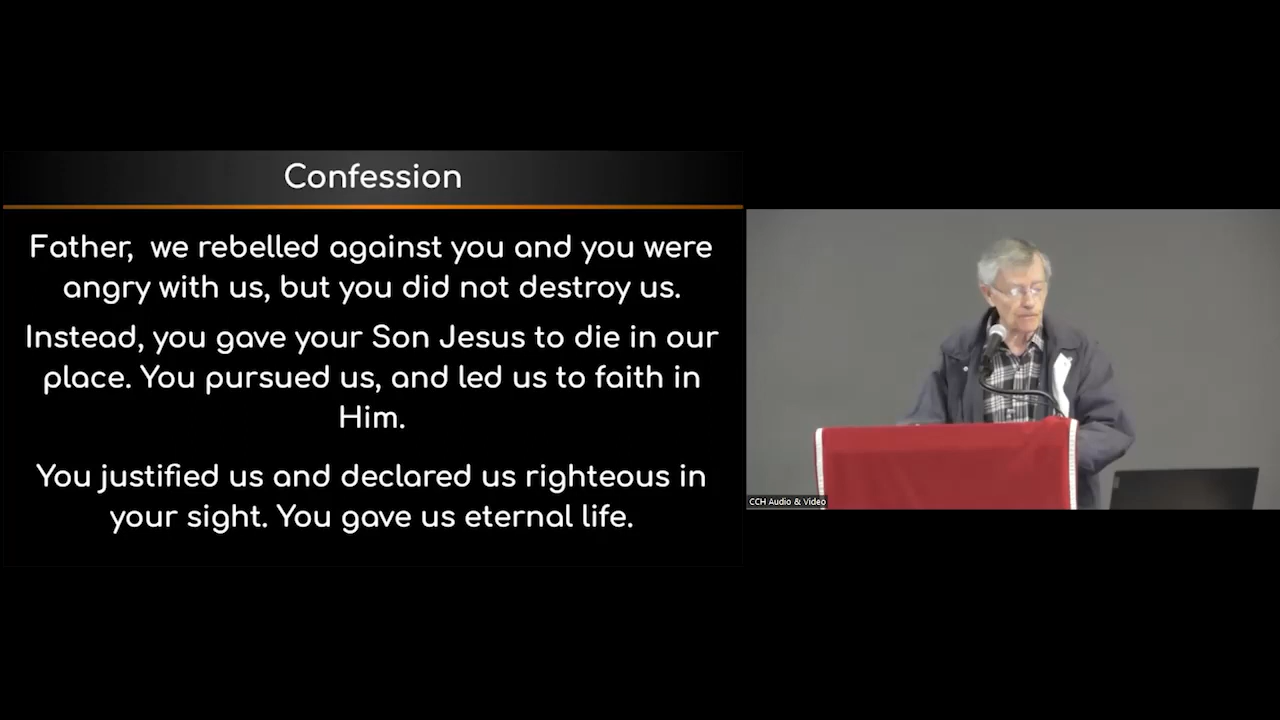 Confession
Father,  we rebelled against you and you were
angry with us, but you did not destroy us.
Instead, you gave your Son Jesus to die in our
place. You pursued us, and led us to faith in
Him.
You justified us and declared us righteous in
your sight. You gave us eternal life.
CCH Audio & Video